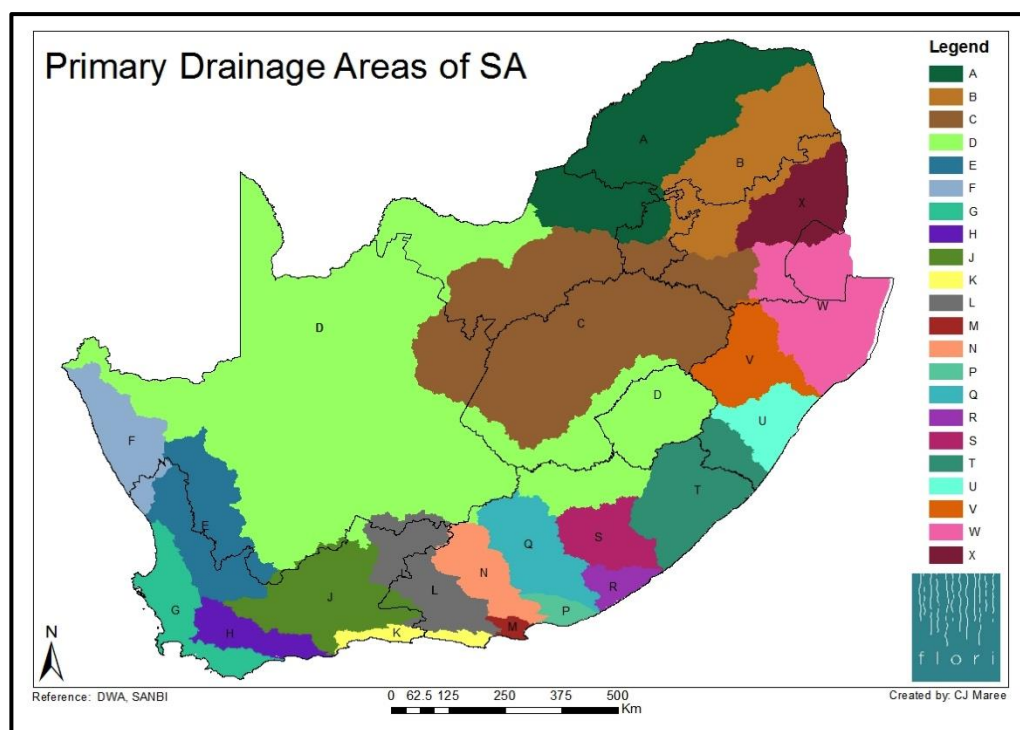 Primary Drainage Areas of SA
Legend
A
B
C
D
E
F
G
H
J
K
L
M
N
P
Q
R
S
T
U
V
W
X
A
B
X
C
D
W
V
D
U
F
T
E
Q
S
L
N
J
R
G
P
H
K
M
N
flori
Reference: DWA, SANBI
0 62.5 125 250 375 500
Km
Created by: CJ Maree